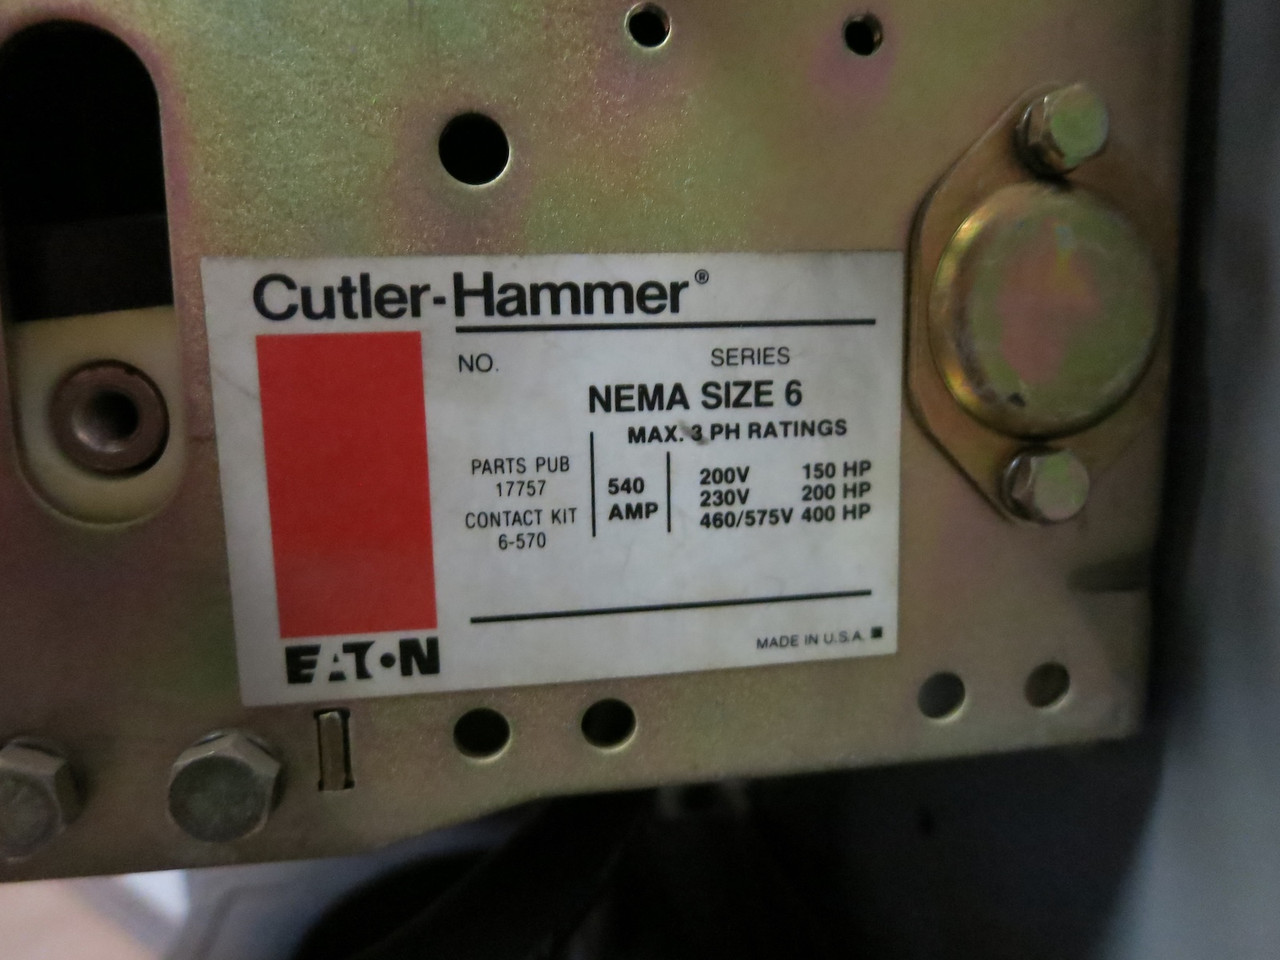 Cutler-Hammer®
NO. SERIES
NEMA SIZE 6
MAX. 3 PH RATINGS
PARTS PUB
17757
CONTACT KIT
6-570
540
AMP
200V 150 HP
230V 200 HP
460/575V 400 HP
MADE IN U.S.A.
EATON